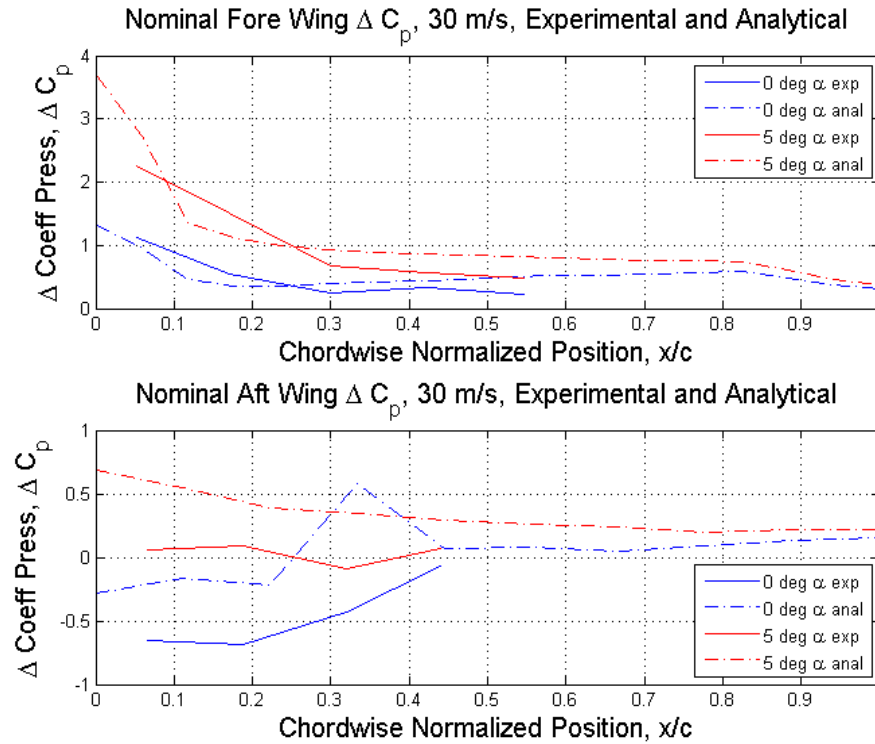 Nominal Fore Wing Δ Cp, 30 m/s, Experimental and Analytical
Δ Coeff Press, Δ Cp
4
3
2
1
0
0 deg α exp
0 deg α anal
5 deg α exp
5 deg α anal
0 0.1 0.2 0.3 0.4 0.5 0.6 0.7 0.8 0.9
Chordwise Normalized Position, x/c
Nominal Aft Wing Δ Cp, 30 m/s, Experimental and Analytical
Δ Coeff Press, Δ Cp
1
0.5
0
-0.5
-1
0 deg α exp
0 deg α anal
5 deg α exp
5 deg α anal
0 0.1 0.2 0.3 0.4 0.5 0.6 0.7 0.8 0.9
Chordwise Normalized Position, x/c